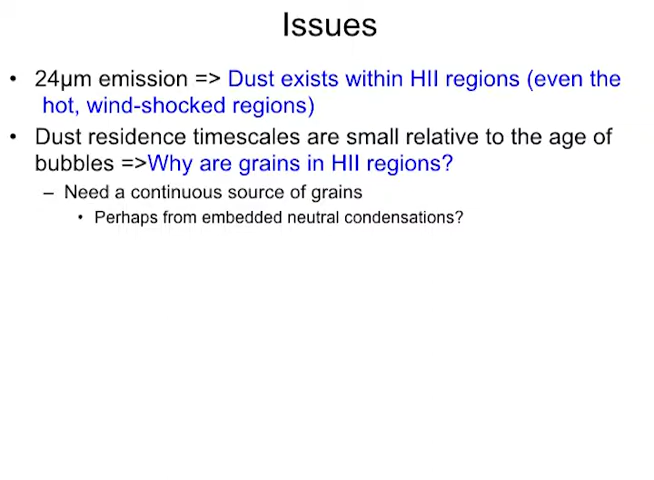 Issues
• 24μm emission => Dust exists within HII regions (even the
hot, wind-shocked regions)
• Dust residence timescales are small relative to the age of
bubbles =>Why are grains in HII regions?
– Need a continuous source of grains
• Perhaps from embedded neutral condensations?